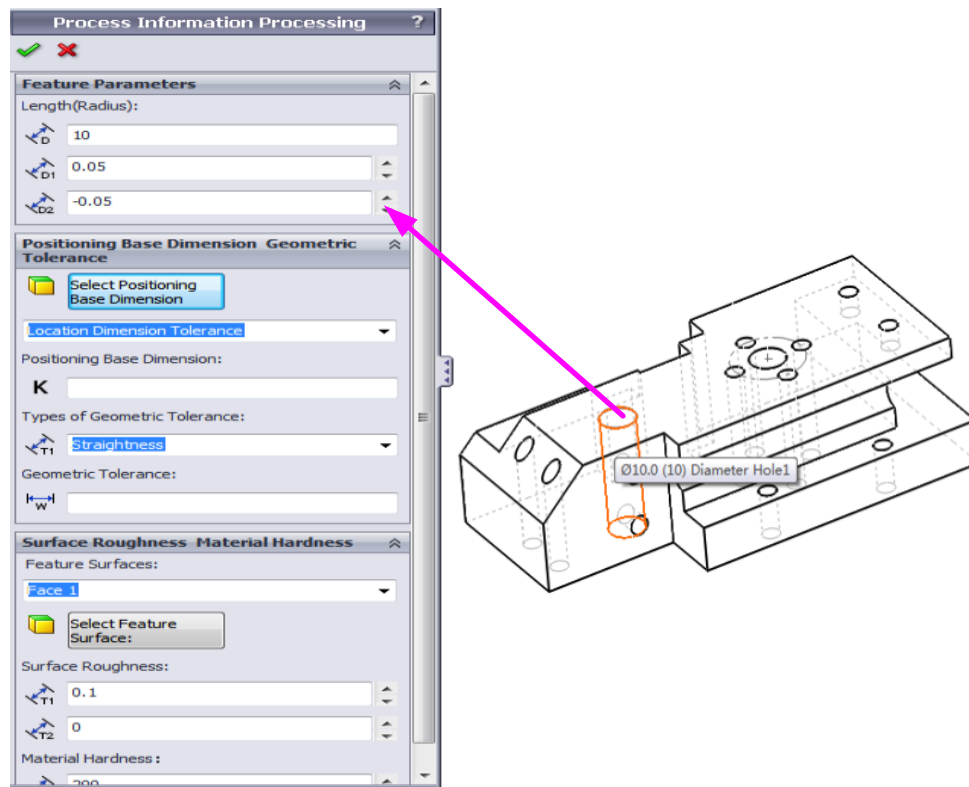 Process Information Processing ?
Feature Parameters
Length(Radius):
D 10
D1 0.05
D2 -0.05
Positioning Base Dimension Geometric
Tolerance
Select Positioning
Base Dimension
Location Dimension Tolerance
Positioning Base Dimension:
K
Types of Geometric Tolerance:
T1 Straightness
Geometric Tolerance:
W
Surface Roughness Material Hardness
Feature Surfaces:
Face 1
Select Feature
Surface:
Surface Roughness:
T1 0.1
T2 0
Material Hardness:
200
Ø10.0 (10) Diameter Hole1